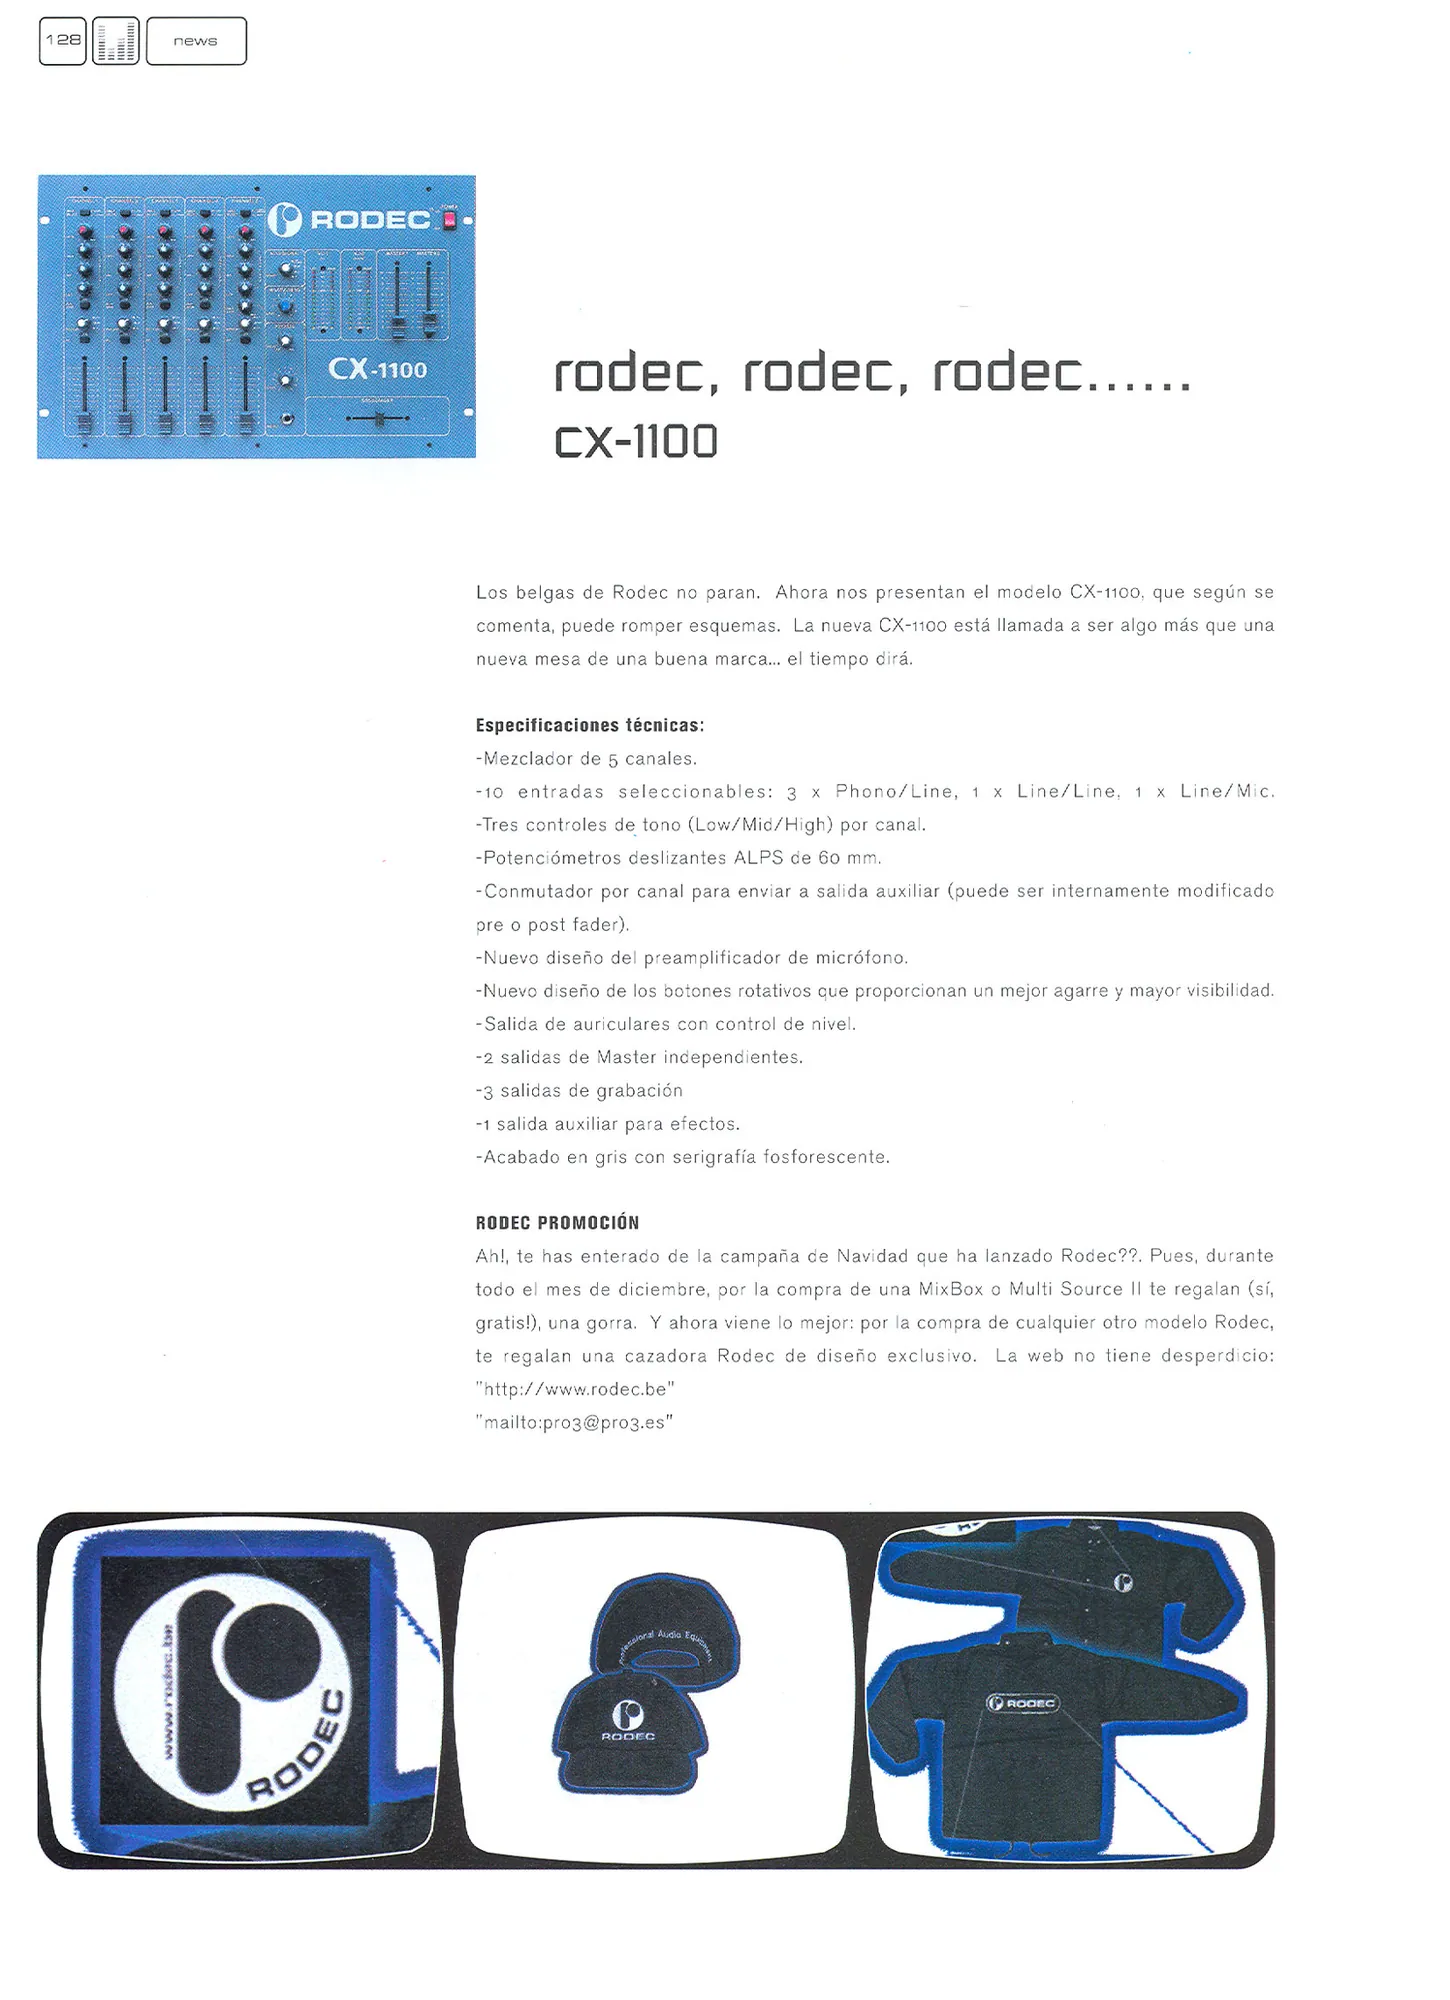 128
news
RODEC
POWER
MASTER 1
MASTER 2
CX-1100
rodec, rodec, rodec......
CX-1100
Los belgas de Rodec no paran. Ahora nos presentan el modelo CX-1100, que según se
comenta, puede romper esquemas. La nueva CX-1100 está llamada a ser algo más que una
nueva mesa de una buena marca... el tiempo dirá.
Especificaciones técnicas:
-Mezclador de 5 canales.
-10 entradas seleccionables: 3 x Phono/Line, 1 x Line/Line, 1 x Line/Mic.
-Tres controles de tono (Low/Mid/High) por canal.
-Potenciómetros deslizantes ALPS de 60 mm.
-Conmutador por canal para enviar a salida auxiliar (puede ser internamente modificado
pre o post fader).
-Nuevo diseño del preamplificador de micrófono.
-Nuevo diseño de los botones rotativos que proporcionan un mejor agarre y mayor visibilidad.
-Salida de auriculares con control de nivel.
-2 salidas de Master independientes.
-3 salidas de grabación
-1 salida auxiliar para efectos.
-Acabado en gris con serigrafía fosforescente.
RODEC PROMOCIÓN
Ah!, te has enterado de la campaña de Navidad que ha lanzado Rodec??. Pues, durante
todo el mes de diciembre, por la compra de una MixBox o Multi Source II te regalan (sí,
gratis!), una gorra. Y ahora viene lo mejor: por la compra de cualquier otro modelo Rodec,
te regalan una cazadora Rodec de diseño exclusivo. La web no tiene desperdicio:
"http://www.rodec.be"
"mailto:pro3@pro3.es"
www.rodec.be
RODEC
Professional Audio Equipment
RODEC
RODEC